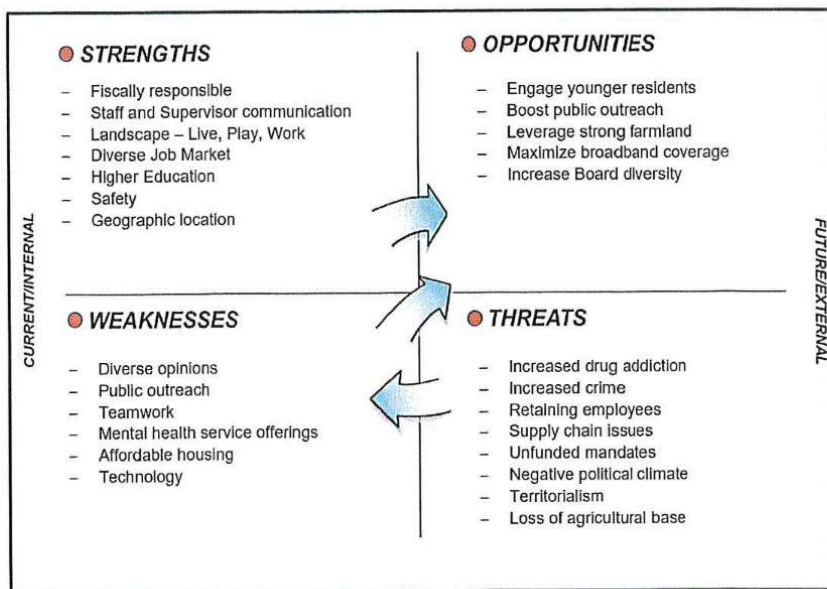 STRENGTHS
– Fiscally responsible
– Staff and Supervisor communication
– Landscape – Live, Play, Work
– Diverse Job Market
– Higher Education
– Safety
– Geographic location
OPPORTUNITIES
– Engage younger residents
– Boost public outreach
– Leverage strong farmland
– Maximize broadband coverage
– Increase Board diversity
CURRENT/INTERNAL
FUTURE/EXTERNAL
WEAKNESSES
– Diverse opinions
– Public outreach
– Teamwork
– Mental health service offerings
– Affordable housing
– Technology
THREATS
– Increased drug addiction
– Increased crime
– Retaining employees
– Supply chain issues
– Unfunded mandates
– Negative political climate
– Territorialism
– Loss of agricultural base